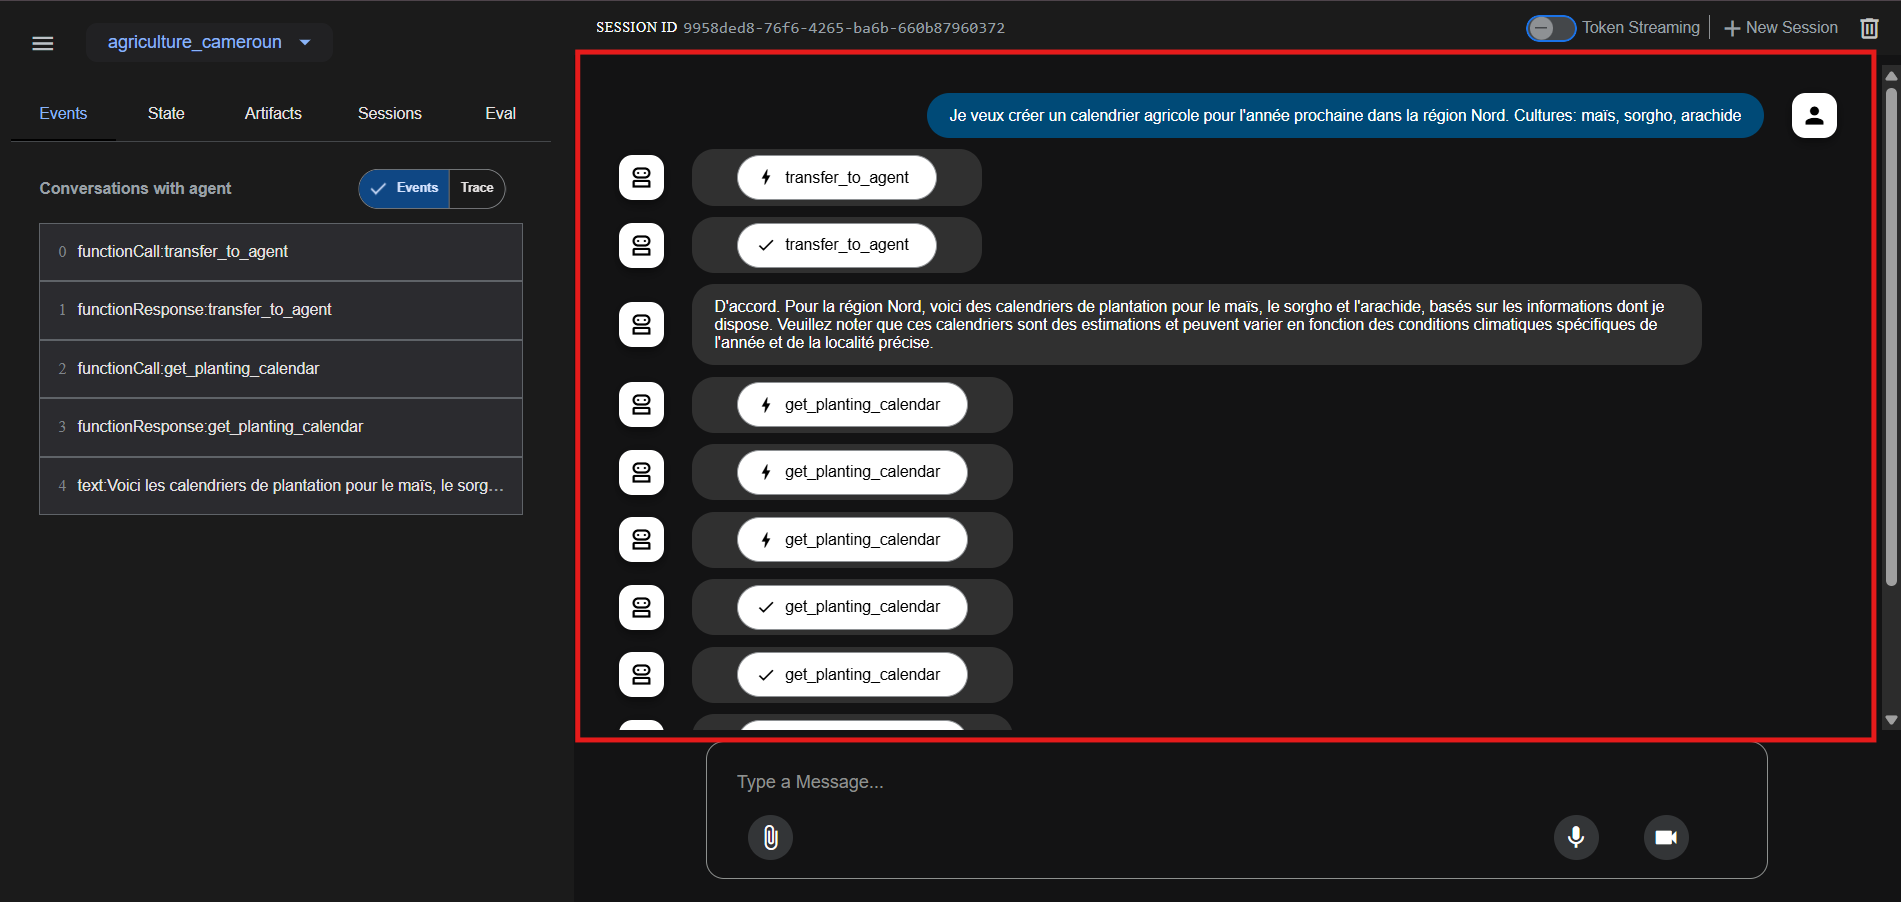 agriculture_cameroun
SESSION ID 9958ded8-76f6-4265-ba6b-660b87960372
Token Streaming
New Session
Events
State
Artifacts
Sessions
Eval
Conversations with agent
Events
Trace
0 functionCall:transfer_to_agent
1 functionResponse:transfer_to_agent
2 functionCall:get_planting_calendar
3 functionResponse:get_planting_calendar
4 text:Voici les calendriers de plantation pour le maïs, le sorg...
Je veux créer un calendrier agricole pour l'année prochaine dans la région Nord. Cultures: maïs, sorgho, arachide
transfer_to_agent
transfer_to_agent
D'accord. Pour la région Nord, voici des calendriers de plantation pour le maïs, le sorgho et l'arachide, basés sur les informations dont je
dispose. Veuillez noter que ces calendriers sont des estimations et peuvent varier en fonction des conditions climatiques spécifiques de
l'année et de la localité précise.
get_planting_calendar
get_planting_calendar
get_planting_calendar
get_planting_calendar
get_planting_calendar
Type a Message...